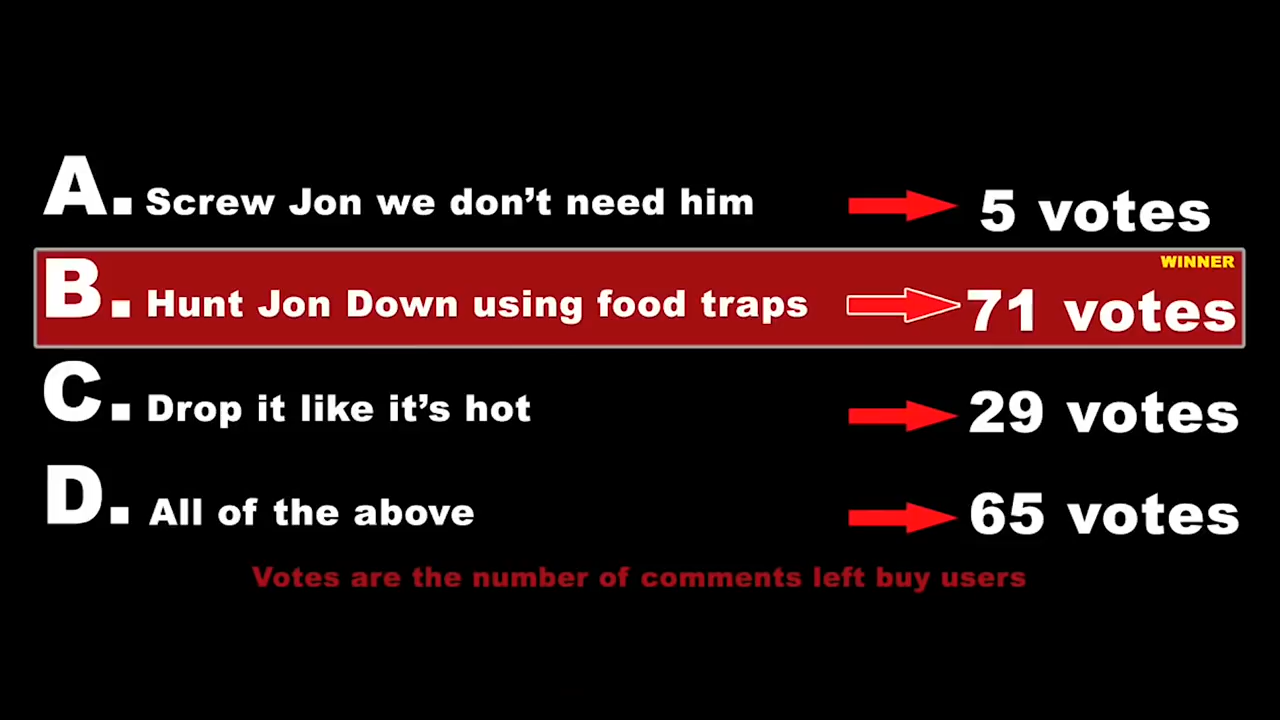 A. Screw Jon we don’t need him 5 votes
WINNER
B. Hunt Jon Down using food traps 71 votes
C. Drop it like it’s hot 29 votes
D. All of the above 65 votes
Votes are the number of comments left buy users